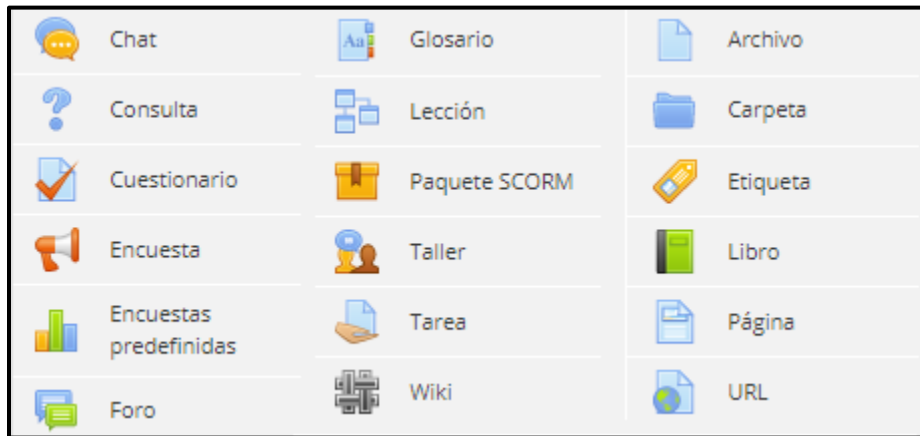 Chat
Consulta
Cuestionario
Encuesta
Encuestas
predefinidas
Foro
Aa
Glosario
Lección
Paquete SCORM
Taller
Tarea
Wiki
Archivo
Carpeta
Etiqueta
Libro
Página
URL